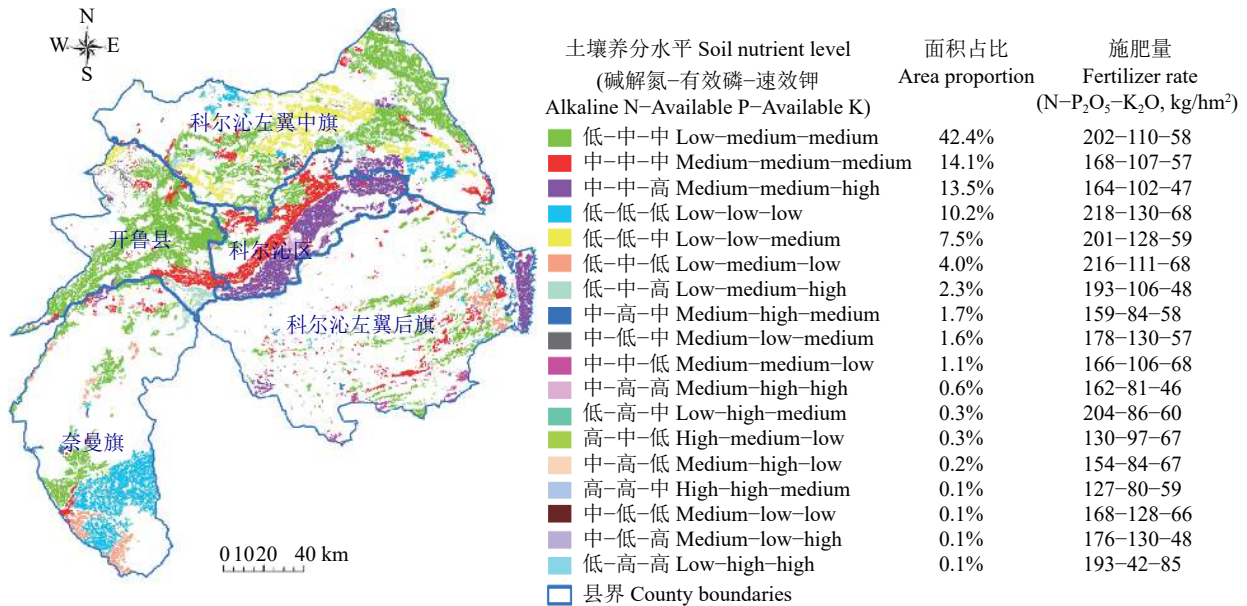 N
W E
S
科尔沁左翼中旗
开鲁县
科尔沁区
科尔沁左翼后旗
奈曼旗
0 10 20 40 km
土壤养分水平 Soil nutrient level
(碱解氮−有效磷−速效钾
Alkaline N−Available P−Available K)
面积占比
Area proportion
施肥量
Fertilizer rate
(N−P₂O₅−K₂O, kg/hm²)
低−中−中 Low−medium−medium 42.4% 202−110−58
中−中−中 Medium−medium−medium 14.1% 168−107−57
中−中−高 Medium−medium−high 13.5% 164−102−47
低−低−低 Low−low−low 10.2% 218−130−68
低−低−中 Low−low−medium 7.5% 201−128−59
低−中−低 Low−medium−low 4.0% 216−111−68
低−中−高 Low−medium−high 2.3% 193−106−48
中−高−中 Medium−high−medium 1.7% 159−84−58
中−低−中 Medium−low−medium 1.6% 178−130−57
中−中−低 Medium−medium−low 1.1% 166−106−68
中−高−高 Medium−high−high 0.6% 162−81−46
低−高−中 Low−high−medium 0.3% 204−86−60
高−中−低 High−medium−low 0.3% 130−97−67
中−高−低 Medium−high−low 0.2% 154−84−67
高−高−中 High−high−medium 0.1% 127−80−59
中−低−低 Medium−low−low 0.1% 168−128−66
中−低−高 Medium−low−high 0.1% 176−130−48
低−高−高 Low−high−high 0.1% 193−42−85
县界 County boundaries